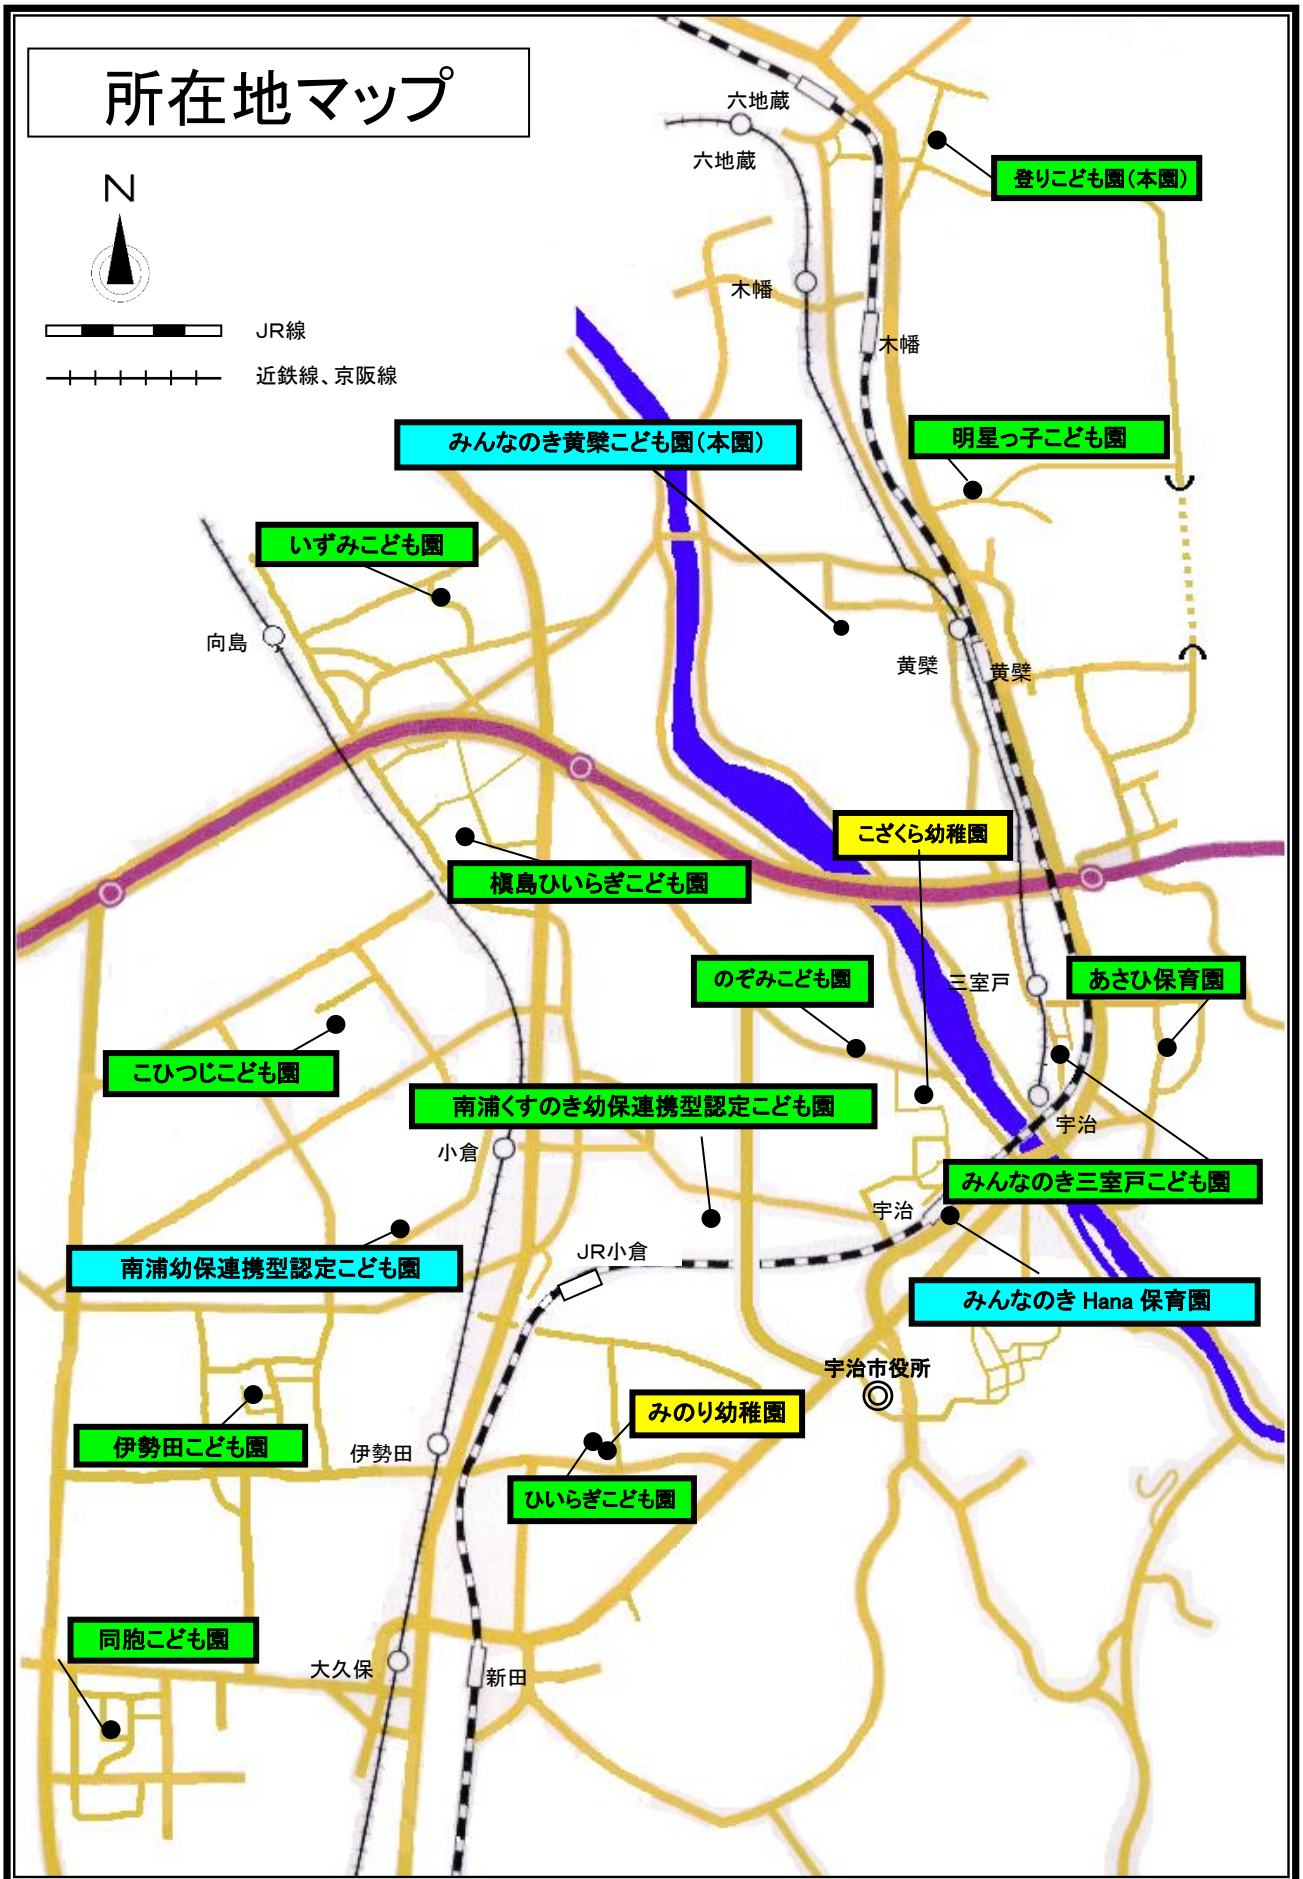 所在地マップ
N
JR線
近鉄線、京阪線
六地蔵
六地蔵
登りこども園(本園)
木幡
木幡
みんなのき黄檗こども園(本園)
明星っ子こども園
いずみこども園
向島
黄檗
黄檗
こざくら幼稚園
槇島ひいらぎこども園
のぞみこども園
三室戸
あさひ保育園
こひつじこども園
南浦くすのき幼保連携型認定こども園
宇治
小倉
みんなのき三室戸こども園
宇治
JR小倉
南浦幼保連携型認定こども園
みんなのき Hana 保育園
宇治市役所
みのり幼稚園
伊勢田こども園
伊勢田
ひいらぎこども園
同胞こども園
大久保
新田